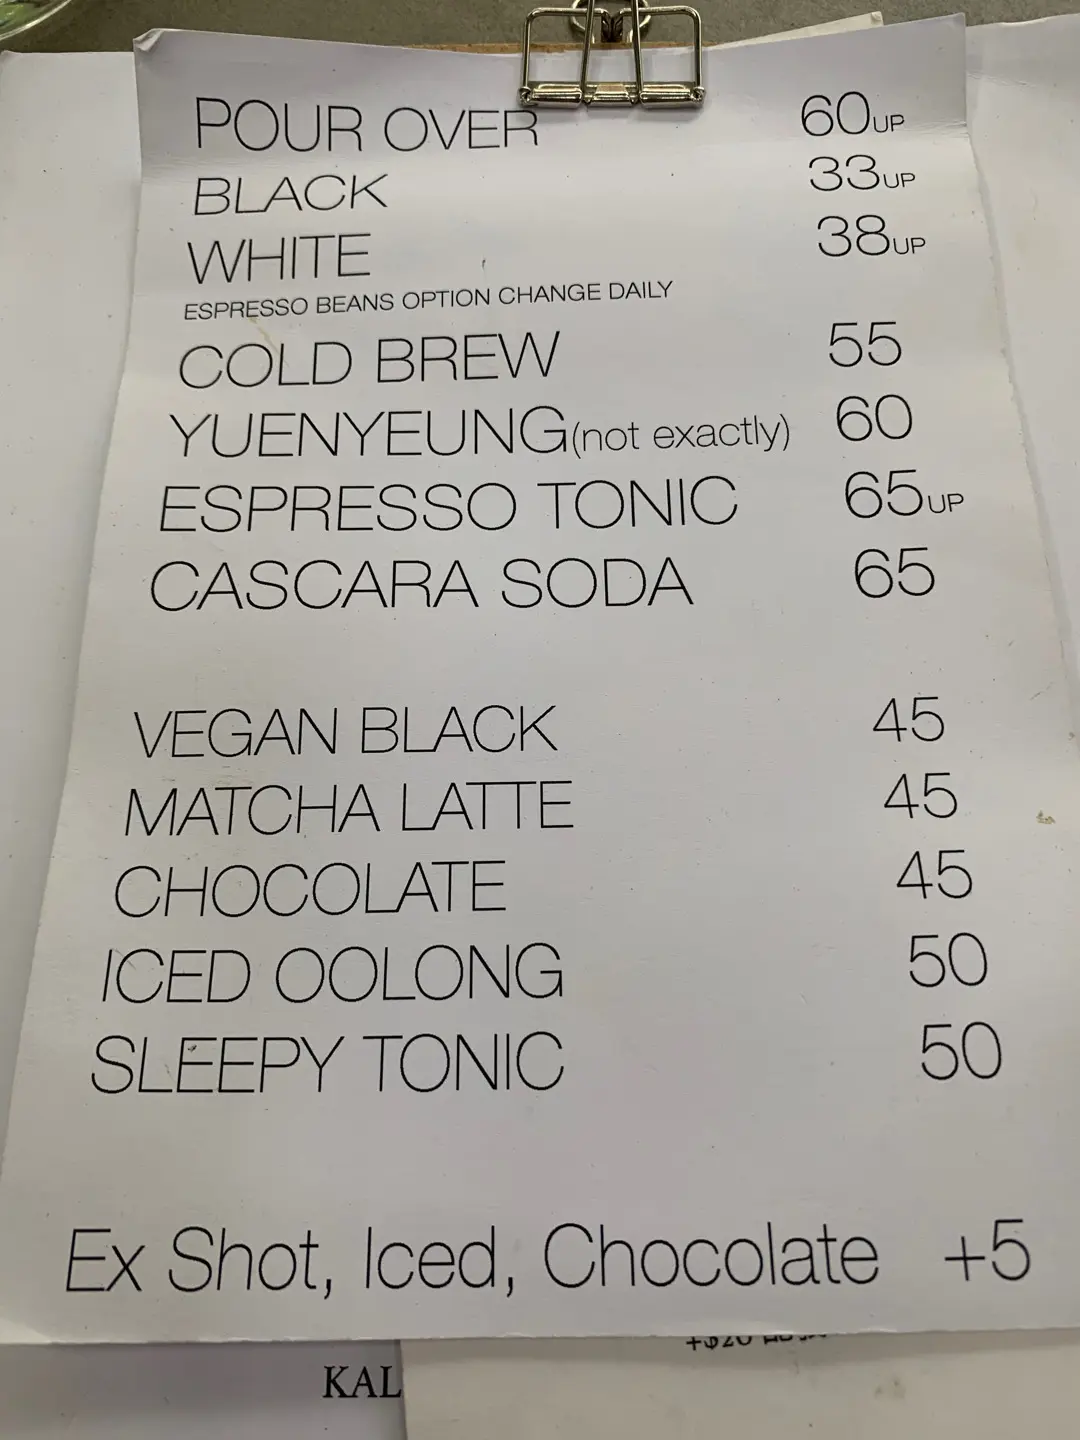 POUR OVER 60UP
BLACK 33UP
WHITE 38UP
ESPRESSO BEANS OPTION CHANGE DAILY
COLD BREW 55
YUENYEUNG(not exactly) 60
ESPRESSO TONIC 65UP
CASCARA SODA 65
VEGAN BLACK 45
MATCHA LATTE 45
CHOCOLATE 45
ICED OOLONG 50
SLEEPY TONIC 50
Ex Shot, Iced, Chocolate +5
+$20
KAL